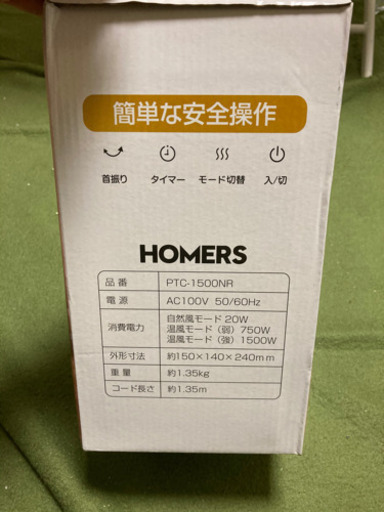 簡単な安全操作
首振り タイマー モード切替 入/切
HOMERS
品番 PTC-1500NR
電源 AC100V 50/60Hz
消費電力 自然風モード 20W
温風モード（弱）750W
温風モード（強）1500W
外形寸法 約150×140×240mm
重量 約1.35kg
コード長さ 約1.35m